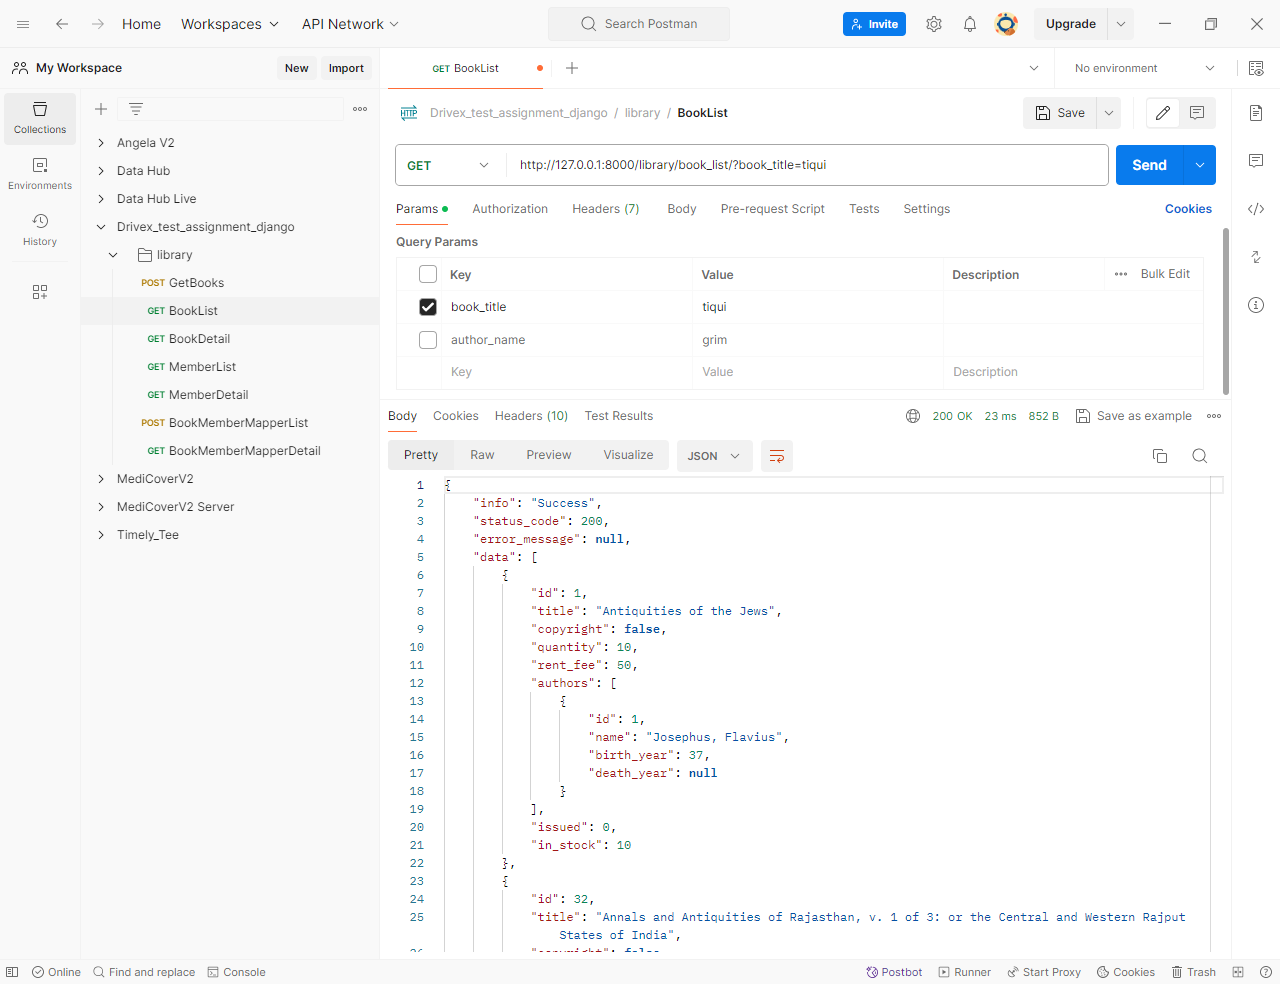 Home
Workspaces
API Network
Search Postman
Invite
Upgrade
My Workspace
New
Import
GET BookList
No environment
Collections
Environments
History
Angela V2
Data Hub
Data Hub Live
Drivex_test_assignment_django
library
POST GetBooks
GET BookList
GET BookDetail
GET MemberList
GET MemberDetail
POST BookMemberMapperList
GET BookMemberMapperDetail
MediCoverV2
MediCoverV2 Server
Timely_Tee
HTTP Drivex_test_assignment_django / library / BookList
Save
GET http://127.0.0.1:8000/library/book_list/?book_title=tiqui
Send
Params Authorization Headers (7) Body Pre-request Script Tests Settings Cookies
Query Params
Key Value Description Bulk Edit
book_title tiqui
author_name grim
Key Value Description
Body Cookies Headers (10) Test Results 200 OK 23 ms 852 B Save as example
Pretty Raw Preview Visualize JSON
1 {
2 "info": "Success",
3 "status_code": 200,
4 "error_message": null,
5 "data": [
6 {
7 "id": 1,
8 "title": "Antiquities of the Jews",
9 "copyright": false,
10 "quantity": 10,
11 "rent_fee": 50,
12 "authors": [
13 {
14 "id": 1,
15 "name": "Josephus, Flavius",
16 "birth_year": 37,
17 "death_year": null
18 }
19 ],
20 "issued": 0,
21 "in_stock": 10
22 },
23 {
24 "id": 32,
25 "title": "Annals and Antiquities of Rajasthan, v. 1 of 3: or the Central and Western Rajput
States of India",
26 "copyright": false
Online Find and replace Console Postbot Runner Start Proxy Cookies Trash